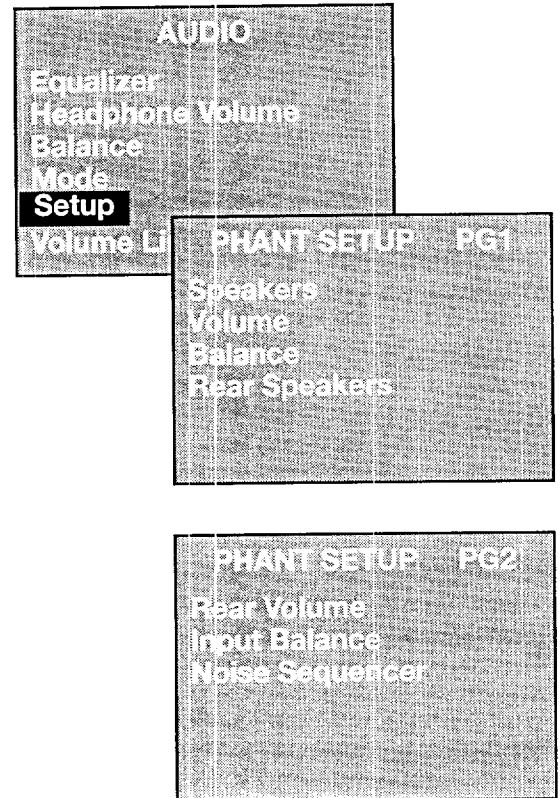 AUDIO
Equalizer
Headphone Volume
Balance
Mode
Setup
Volume Li
PHANT SETUP PG1
Speakers
Volume
Balance
Rear Speakers
PHANT SETUP PG2
Rear Volume
Input Balance
Noise Sequencer